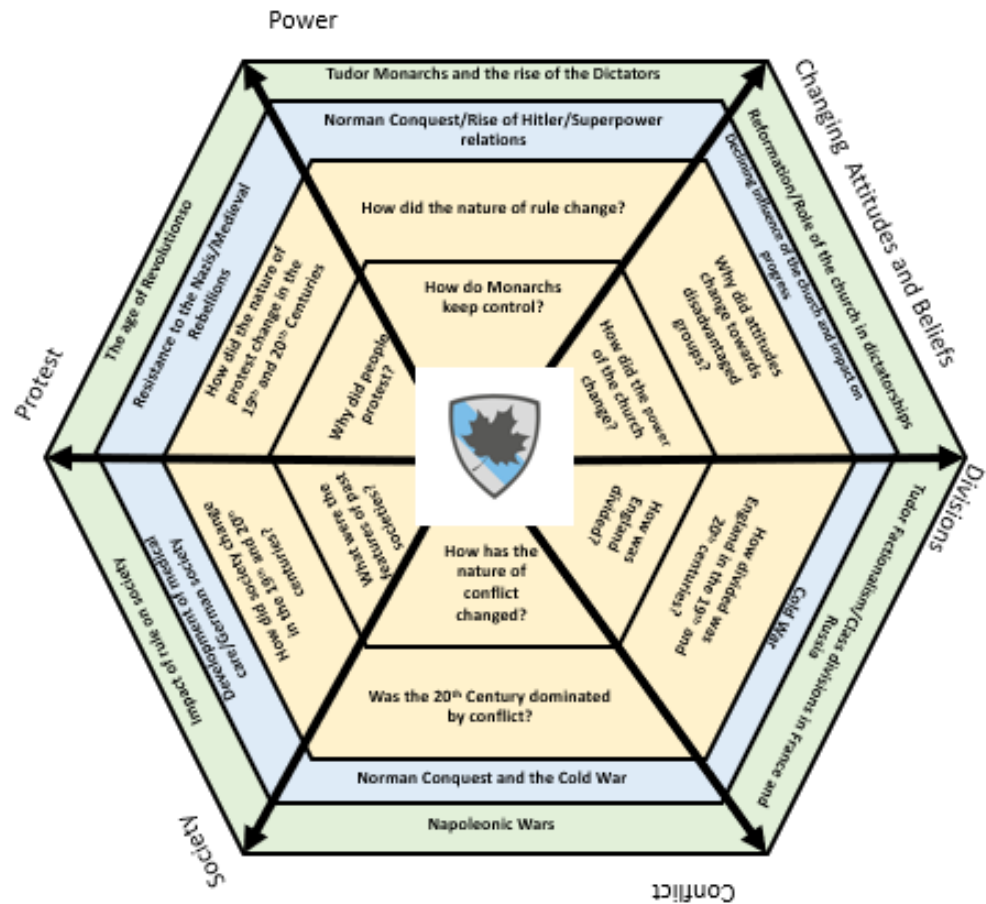 Power
Tudor Monarchs and the rise of the Dictators
Norman Conquest/Rise of Hitler/Superpower
relations
How did the nature of rule change?
How do Monarchs
keep control?
Changing Attitudes and Beliefs
Reformation/Role of the church in dictatorships
Declining influence of the church and impact on
progress
Why did attitudes
change towards
disadvantaged
groups?
How did the power
of the church
change?
Divisions
Tudor Factionalism/Class divisions in France and
Russia
Cold War
How divided was
England in the 19th and
20th centuries?
How was
England
divided?
Conflict
Napoleonic Wars
Norman Conquest and the Cold War
Was the 20th Century dominated
by conflict?
How has the
nature of
conflict
changed?
Society
Impact of rule on society
Development of medical
care/German society
How did society change
in the 19th and 20th
centuries?
What were the
features of past
societies?
Protest
The age of Revolutionso
Resistance to the Nazis/Medieval
Rebellions
How did the nature of
protest change in the
19th and 20th Centuries
Why did people
protest?